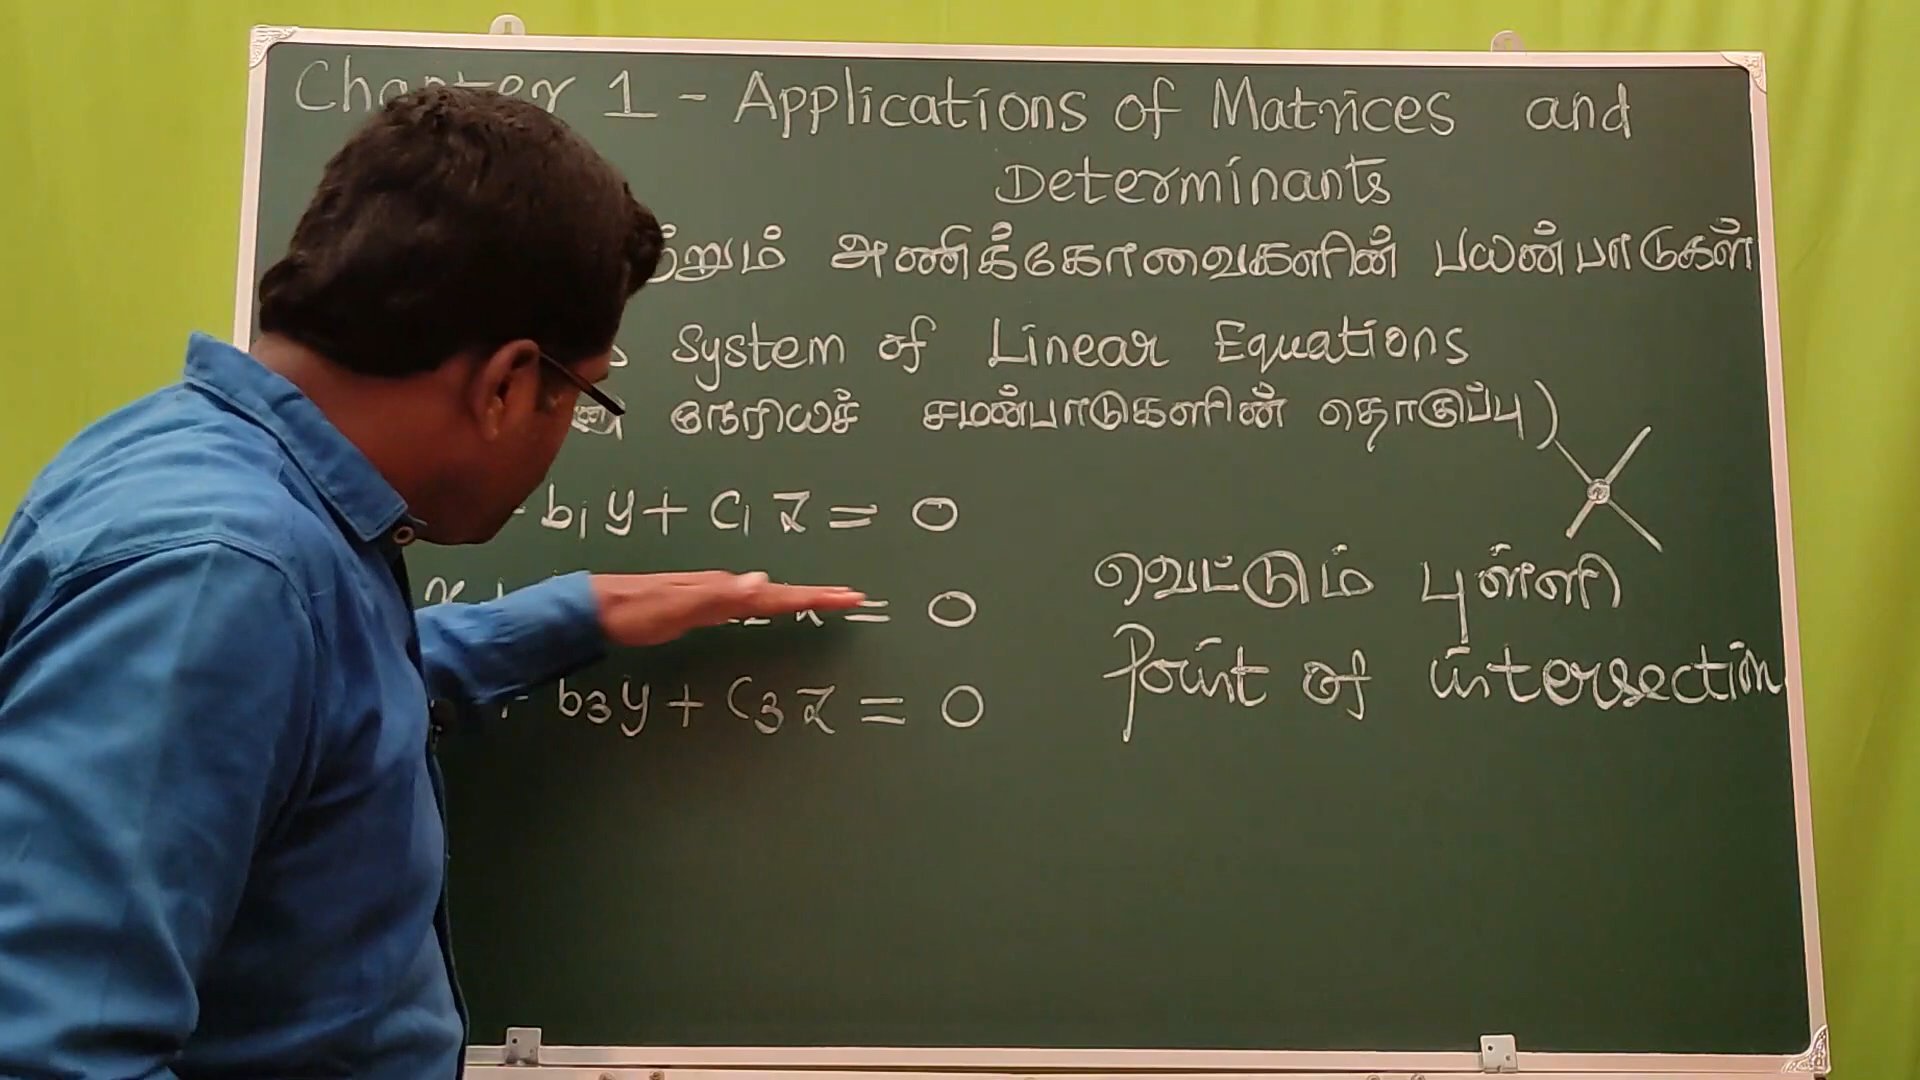 Chapter 1 - Applications of Matrices and
Determinants
அணிக்கோவைகளின் பயன்பாடுகள்
System of Linear Equations
நேரியச் சமன்பாடுகளின் தொகுப்பு)
b₁y + c₁z = 0
= 0
b₃y + c₃z = 0
வெட்டும் புள்ளி
Point of intersection